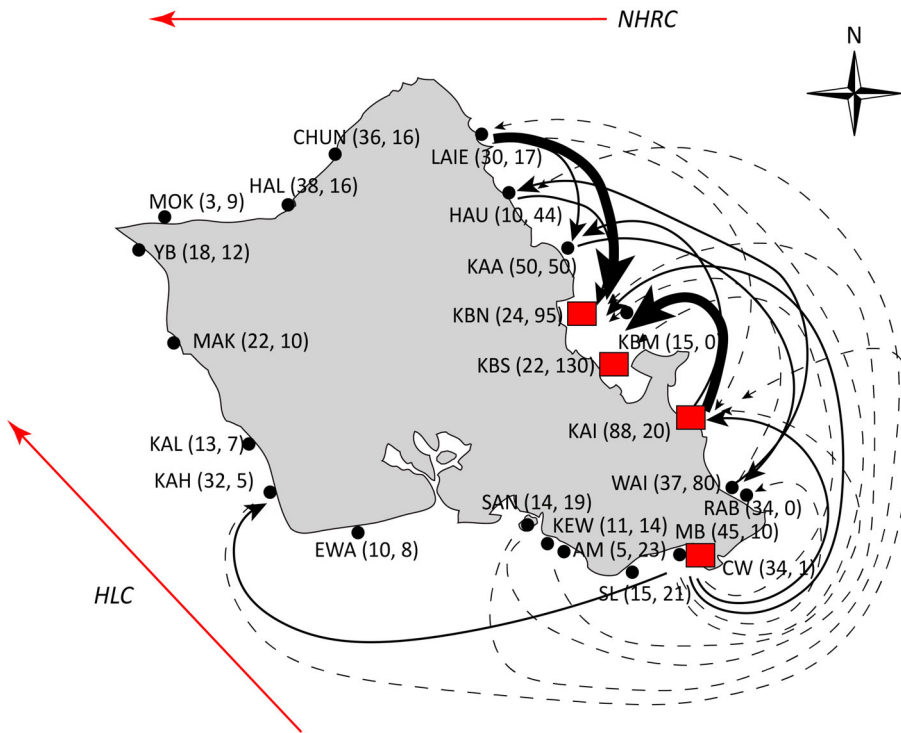 NHRC
N
CHUN (36, 16)
LAIE (30, 17)
HAL (38, 16)
MOK (3, 9)
HAU (10, 44)
YB (18, 12)
KAA (50, 50)
KBN (24, 95)
MAK (22, 10)
KBM (15, 0)
KBS (22, 130)
KAI (88, 20)
KAL (13, 7)
KAH (32, 5)
WAI (37, 80)
SAN (14, 19)
RAB (34, 0)
KEW (11, 14)
MB (45, 10)
EWA (10, 8)
AM (5, 23)
CW (34, 1)
SL (15, 21)
HLC